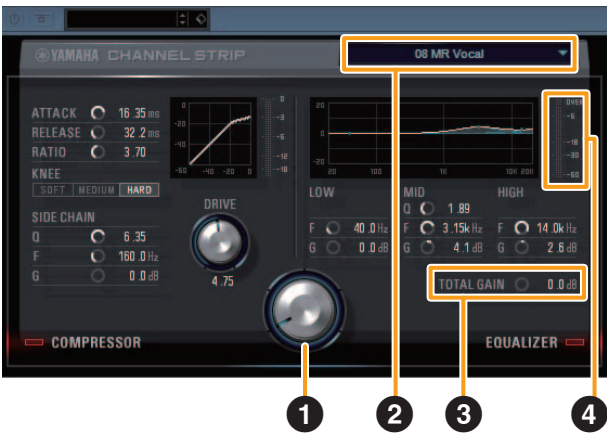 YAMAHA CHANNEL STRIP
08 MR Vocal
ATTACK 16.35 ms
RELEASE 32.2 ms
RATIO 3.70
KNEE
SOFT MEDIUM HARD
SIDE CHAIN
Q 6.35
F 160.0 Hz
G 0.0 dB
0
-20
-40
-60 -40 -20 0
0
-3
-6
-12
-18
DRIVE
4.75
20
0
-20
20 100 1K 10K 20K
OVER
-6
-18
-30
-60
LOW
F 40.0 Hz
G 0.0 dB
MID
Q 1.89
F 3.15k Hz
G 4.1 dB
HIGH
F 14.0k Hz
G 2.6 dB
TOTAL GAIN 0.0 dB
COMPRESSOR
EQUALIZER
1 2 3 4